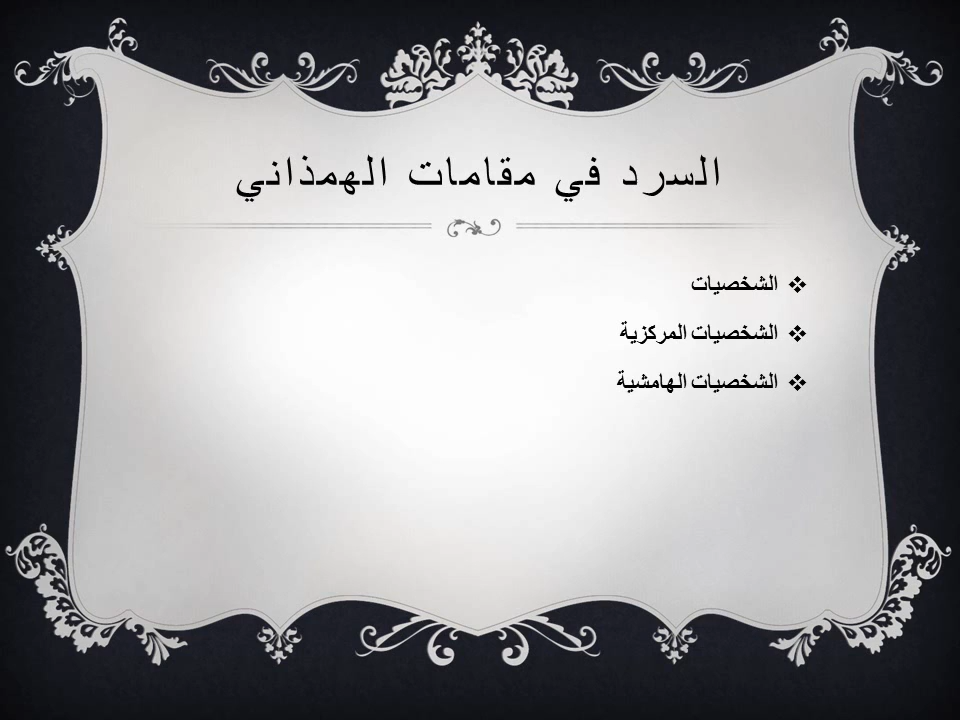 السرد في مقامات الهمذاني
❖ الشخصيات
❖ الشخصيات المركزية
❖ الشخصيات الهامشية